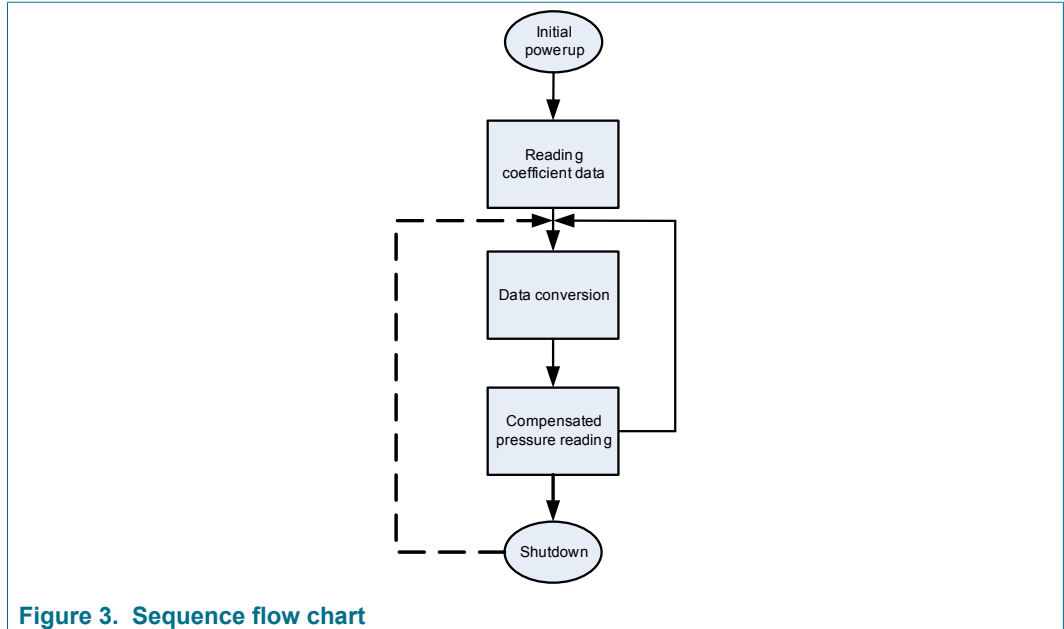 Initial
powerup
Reading
coefficient data
Data conversion
Compensated
pressure reading
Shutdown
Figure 3. Sequence flow chart